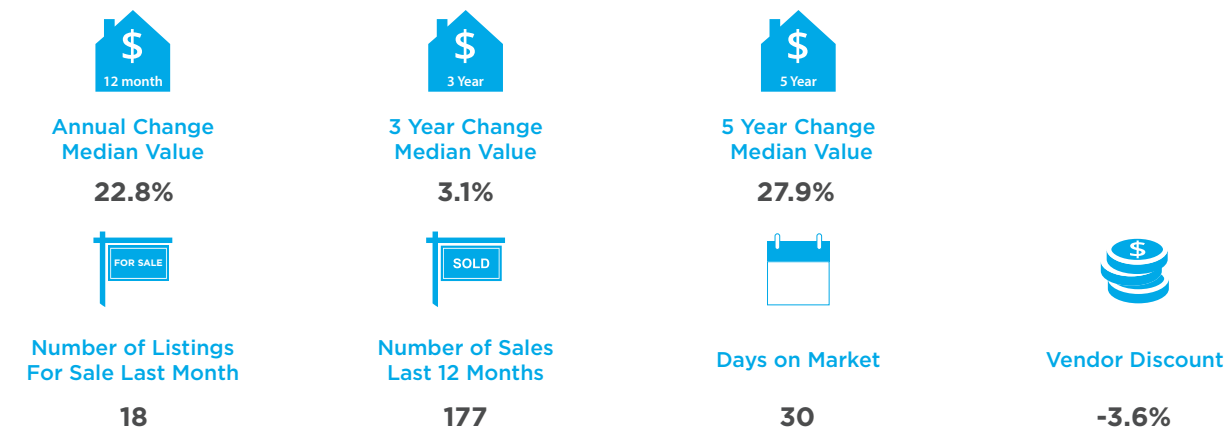 $
12 month
$
3 Year
$
5 Year
Annual Change
Median Value
3 Year Change
Median Value
5 Year Change
Median Value
22.8%
3.1%
27.9%
FOR SALE
SOLD
$
Number of Listings
For Sale Last Month
Number of Sales
Last 12 Months
Days on Market
Vendor Discount
18
177
30
-3.6%